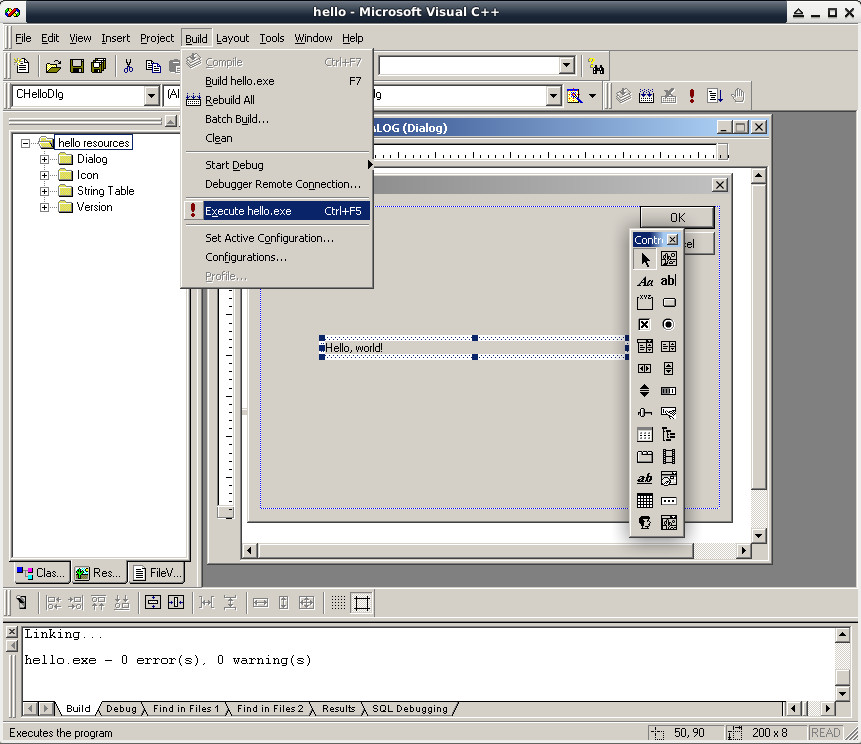 hello - Microsoft Visual C++
File Edit View Insert Project Build Layout Tools Window Help
Compile Ctrl+F7
Build hello.exe F7
Rebuild All
Batch Build...
Clean
Start Debug
Debugger Remote Connection...
Execute hello.exe Ctrl+F5
Set Active Configuration...
Configurations...
Profile...
CHelloDlg
hello resources
Dialog
Icon
String Table
Version
(Dialog)
OK
Contr
Aa ab|
XYZ
Hello, world!
ab
Clas... Res... FileV...
Linking...
hello.exe - 0 error(s), 0 warning(s)
Build Debug Find in Files 1 Find in Files 2 Results SQL Debugging
Executes the program 50, 90 200 x 8 READ